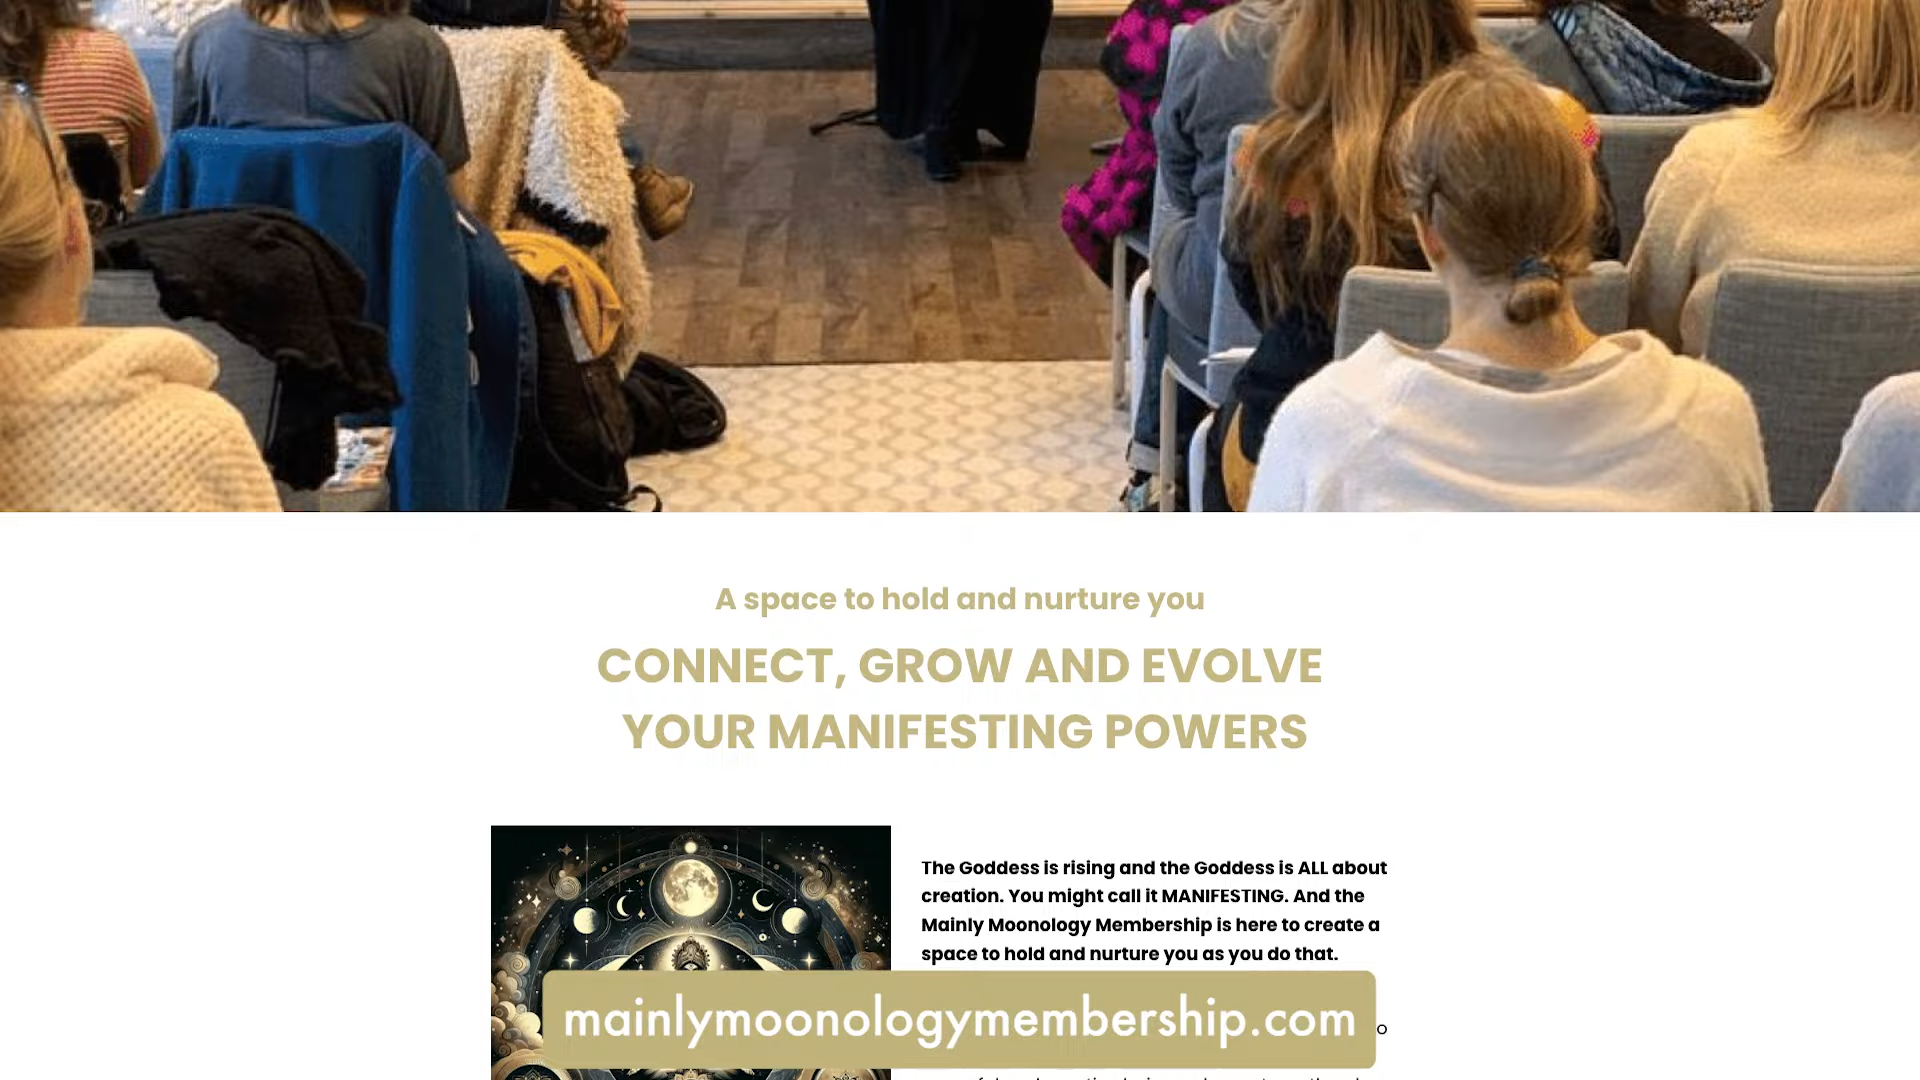 A space to hold and nurture you
CONNECT, GROW AND EVOLVE
YOUR MANIFESTING POWERS
The Goddess is rising and the Goddess is ALL about
creation. You might call it MANIFESTING. And the
Mainly Moonology Membership is here to create a
space to hold and nurture you as you do that.
mainlymoonologymembership.com